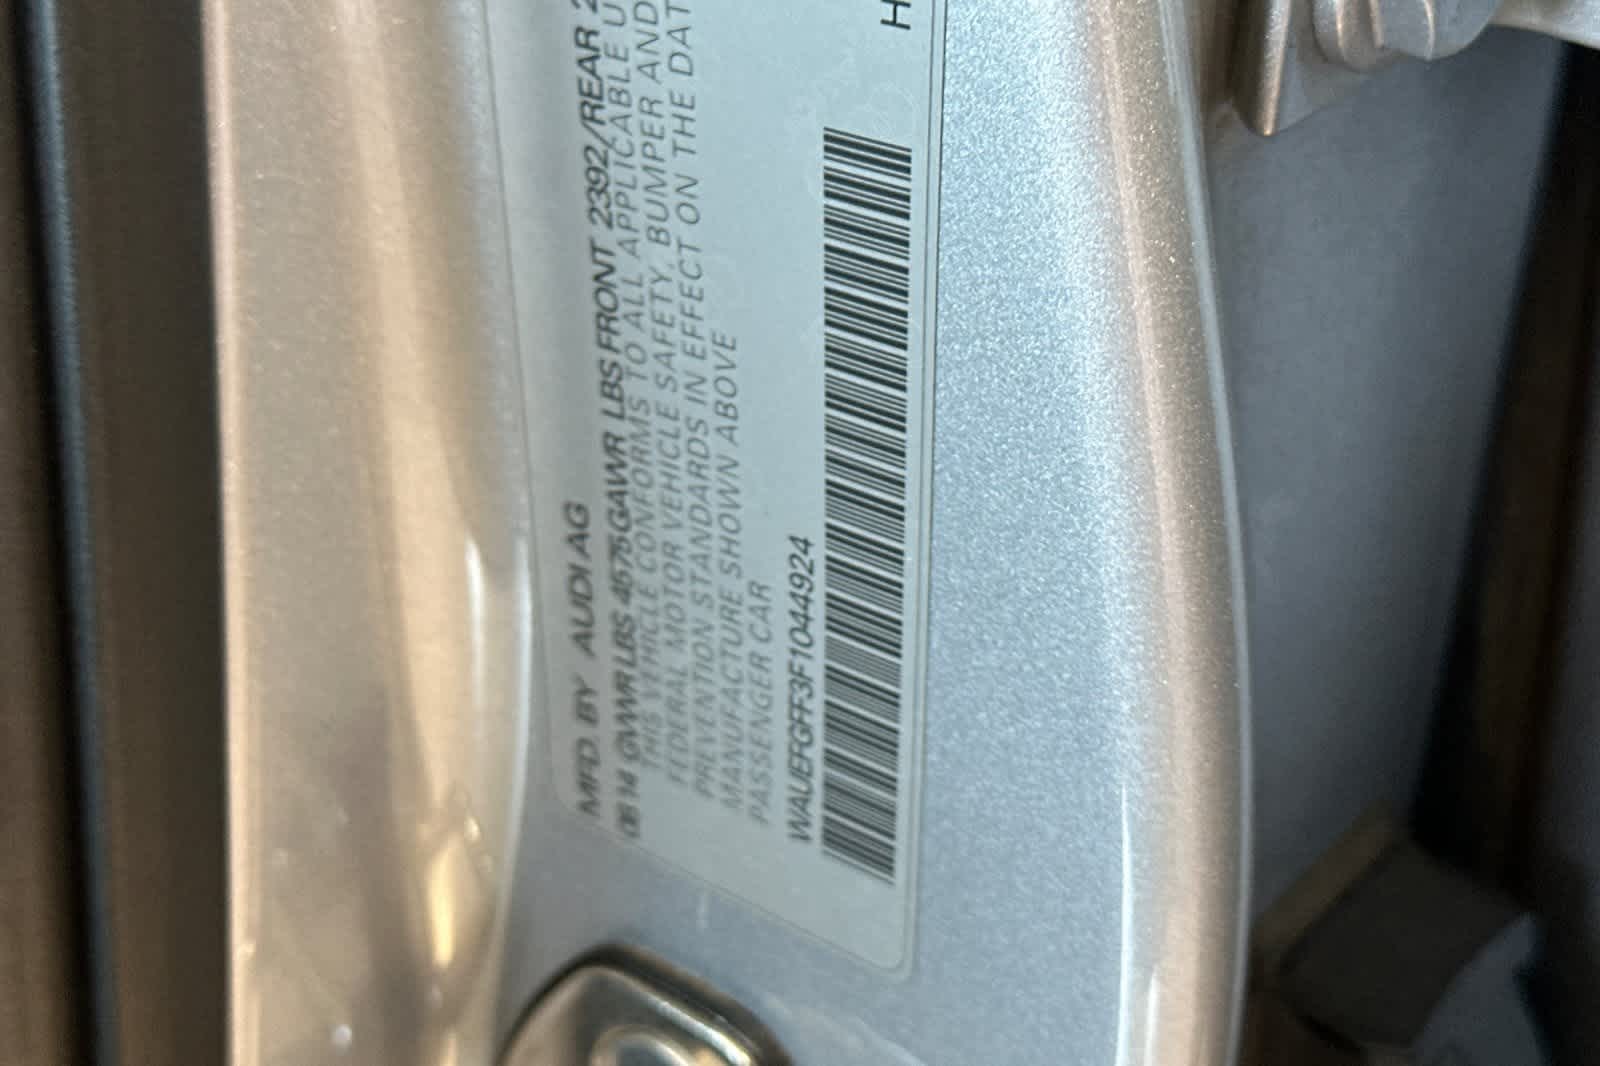 MFD. BY AUDI AG
08 14 GVWR LBS 4575 GAWR LBS FRONT 2392/REAR 2
THIS VEHICLE CONFORMS TO ALL APPLICABLE U
FEDERAL MOTOR VEHICLE SAFETY, BUMPER AND
PREVENTION STANDARDS IN EFFECT ON THE DAT
MANUFACTURE SHOWN ABOVE
PASSENGER CAR
WAUEFGFF3F1044924
H